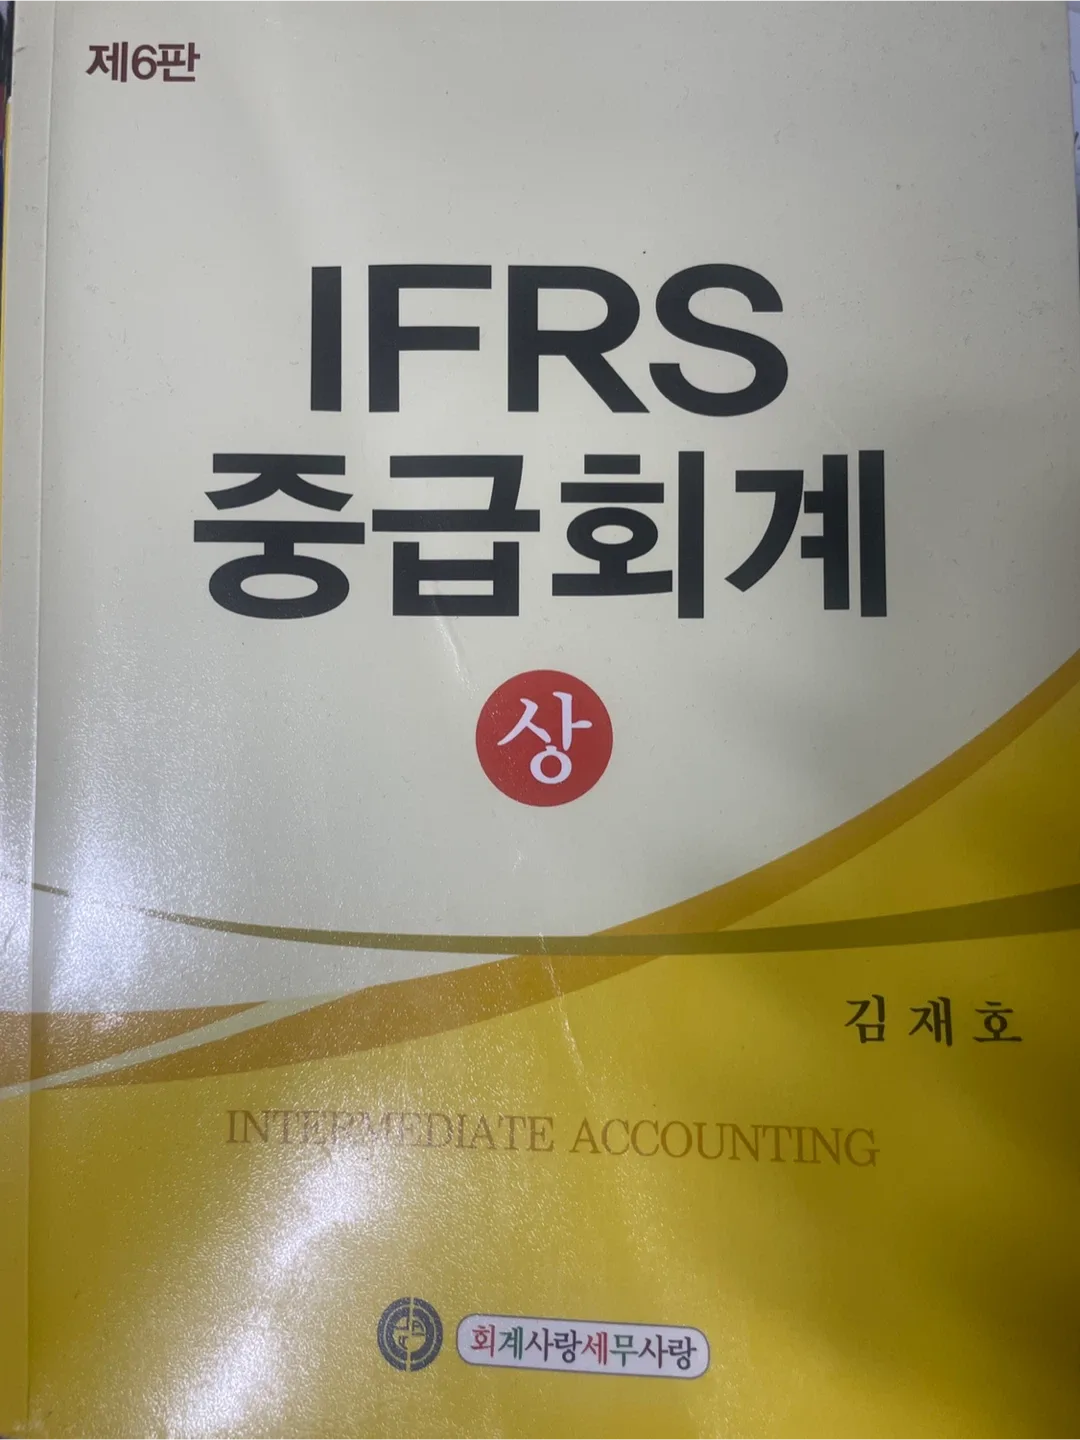 제6판
IFRS
중급회계
상
김재호
INTERMEDIATE ACCOUNTING
회계사랑세무사랑